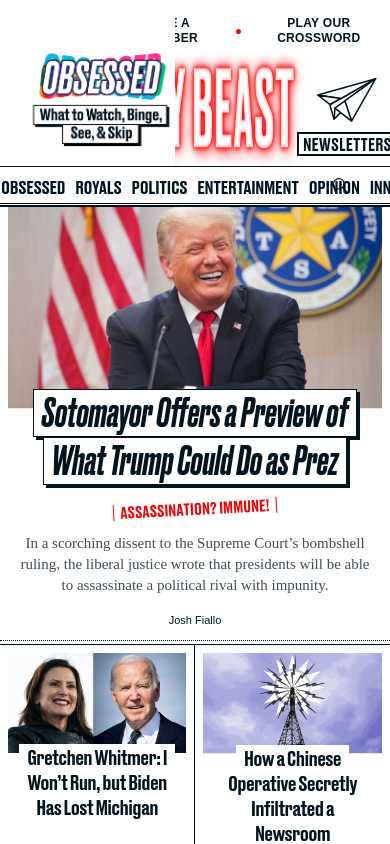 E A
BER
PLAY OUR
CROSSWORD
OBSESSED
What to Watch, Binge,
See, & Skip
Y BEAST
NEWSLETTERS
OBSESSED ROYALS POLITICS ENTERTAINMENT OPINION INN
SAFETY
T A S
Sotomayor Offers a Preview of
What Trump Could Do as Prez
ASSASSINATION? IMMUNE!
In a scorching dissent to the Supreme Court’s bombshell
ruling, the liberal justice wrote that presidents will be able
to assassinate a political rival with impunity.
Josh Fiallo
Gretchen Whitmer: I
Won’t Run, but Biden
Has Lost Michigan
How a Chinese
Operative Secretly
Infiltrated a
Newsroom